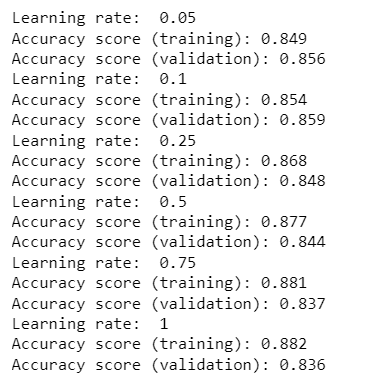 Learning rate:  0.05
Accuracy score (training): 0.849
Accuracy score (validation): 0.856
Learning rate:  0.1
Accuracy score (training): 0.854
Accuracy score (validation): 0.859
Learning rate:  0.25
Accuracy score (training): 0.868
Accuracy score (validation): 0.848
Learning rate:  0.5
Accuracy score (training): 0.877
Accuracy score (validation): 0.844
Learning rate:  0.75
Accuracy score (training): 0.881
Accuracy score (validation): 0.837
Learning rate:  1
Accuracy score (training): 0.882
Accuracy score (validation): 0.836